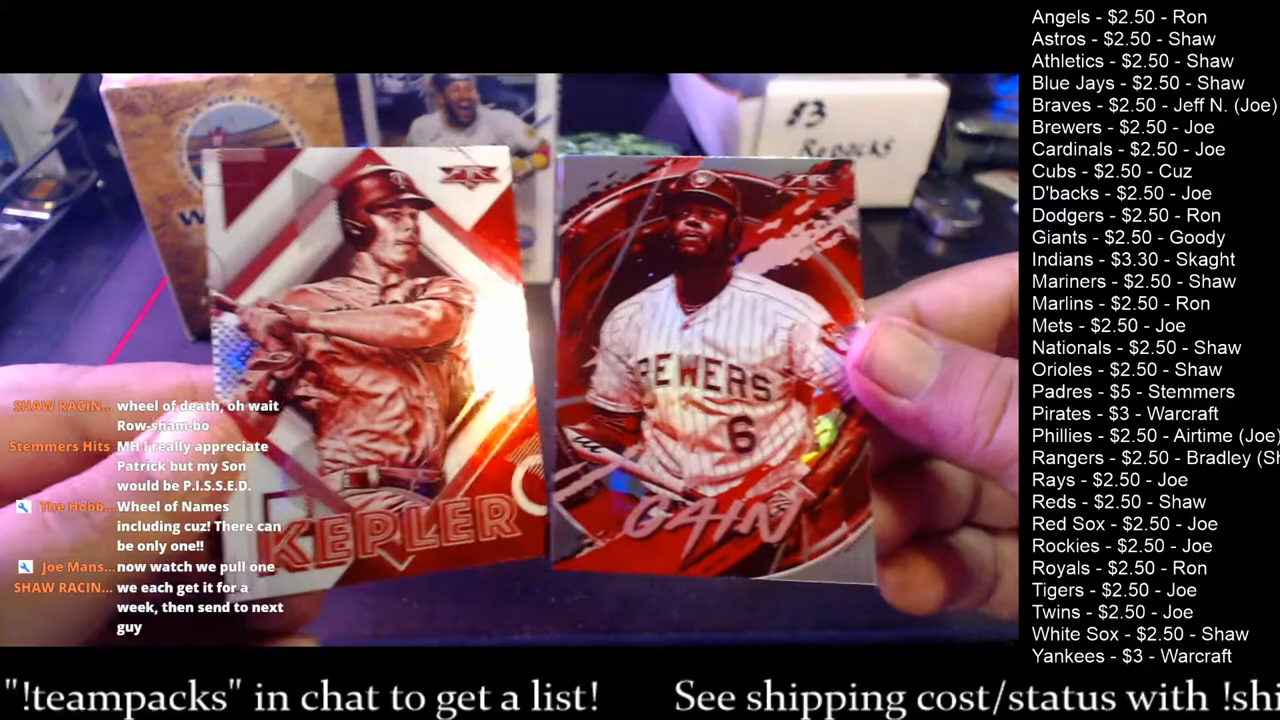 Angels - $2.50 - Ron
Astros - $2.50 - Shaw
Athletics - $2.50 - Shaw
Blue Jays - $2.50 - Shaw
Braves - $2.50 - Jeff N. (Joe)
Brewers - $2.50 - Joe
Cardinals - $2.50 - Joe
Cubs - $2.50 - Cuz
D'backs - $2.50 - Joe
Dodgers - $2.50 - Ron
Giants - $2.50 - Goody
Indians - $3.30 - Skaght
Mariners - $2.50 - Shaw
Marlins - $2.50 - Ron
Mets - $2.50 - Joe
Nationals - $2.50 - Shaw
Orioles - $2.50 - Shaw
Padres - $5 - Stemmers
Pirates - $3 - Warcraft
Phillies - $2.50 - Airtime (Joe)
Rangers - $2.50 - Bradley (Sh
Rays - $2.50 - Joe
Reds - $2.50 - Shaw
Red Sox - $2.50 - Joe
Rockies - $2.50 - Joe
Royals - $2.50 - Ron
Tigers - $2.50 - Joe
Twins - $2.50 - Joe
White Sox - $2.50 - Shaw
Yankees - $3 - Warcraft
83
FIRE
FIRE
BREWERS
6
KEPLER
CAIN
SHAW RACIN... wheel of death, oh wait
Row-sham-bo
Stemmers Hits MH i really appreciate
Patrick but my Son
would be P.I.S.S.E.D.
The Hobb... Wheel of Names
including cuz! There can
be only one!!
Joe Mans... now watch we pull one
SHAW RACIN... we each get it for a
week, then send to next
guy
"!teampacks" in chat to get a list! See shipping cost/status with !shi